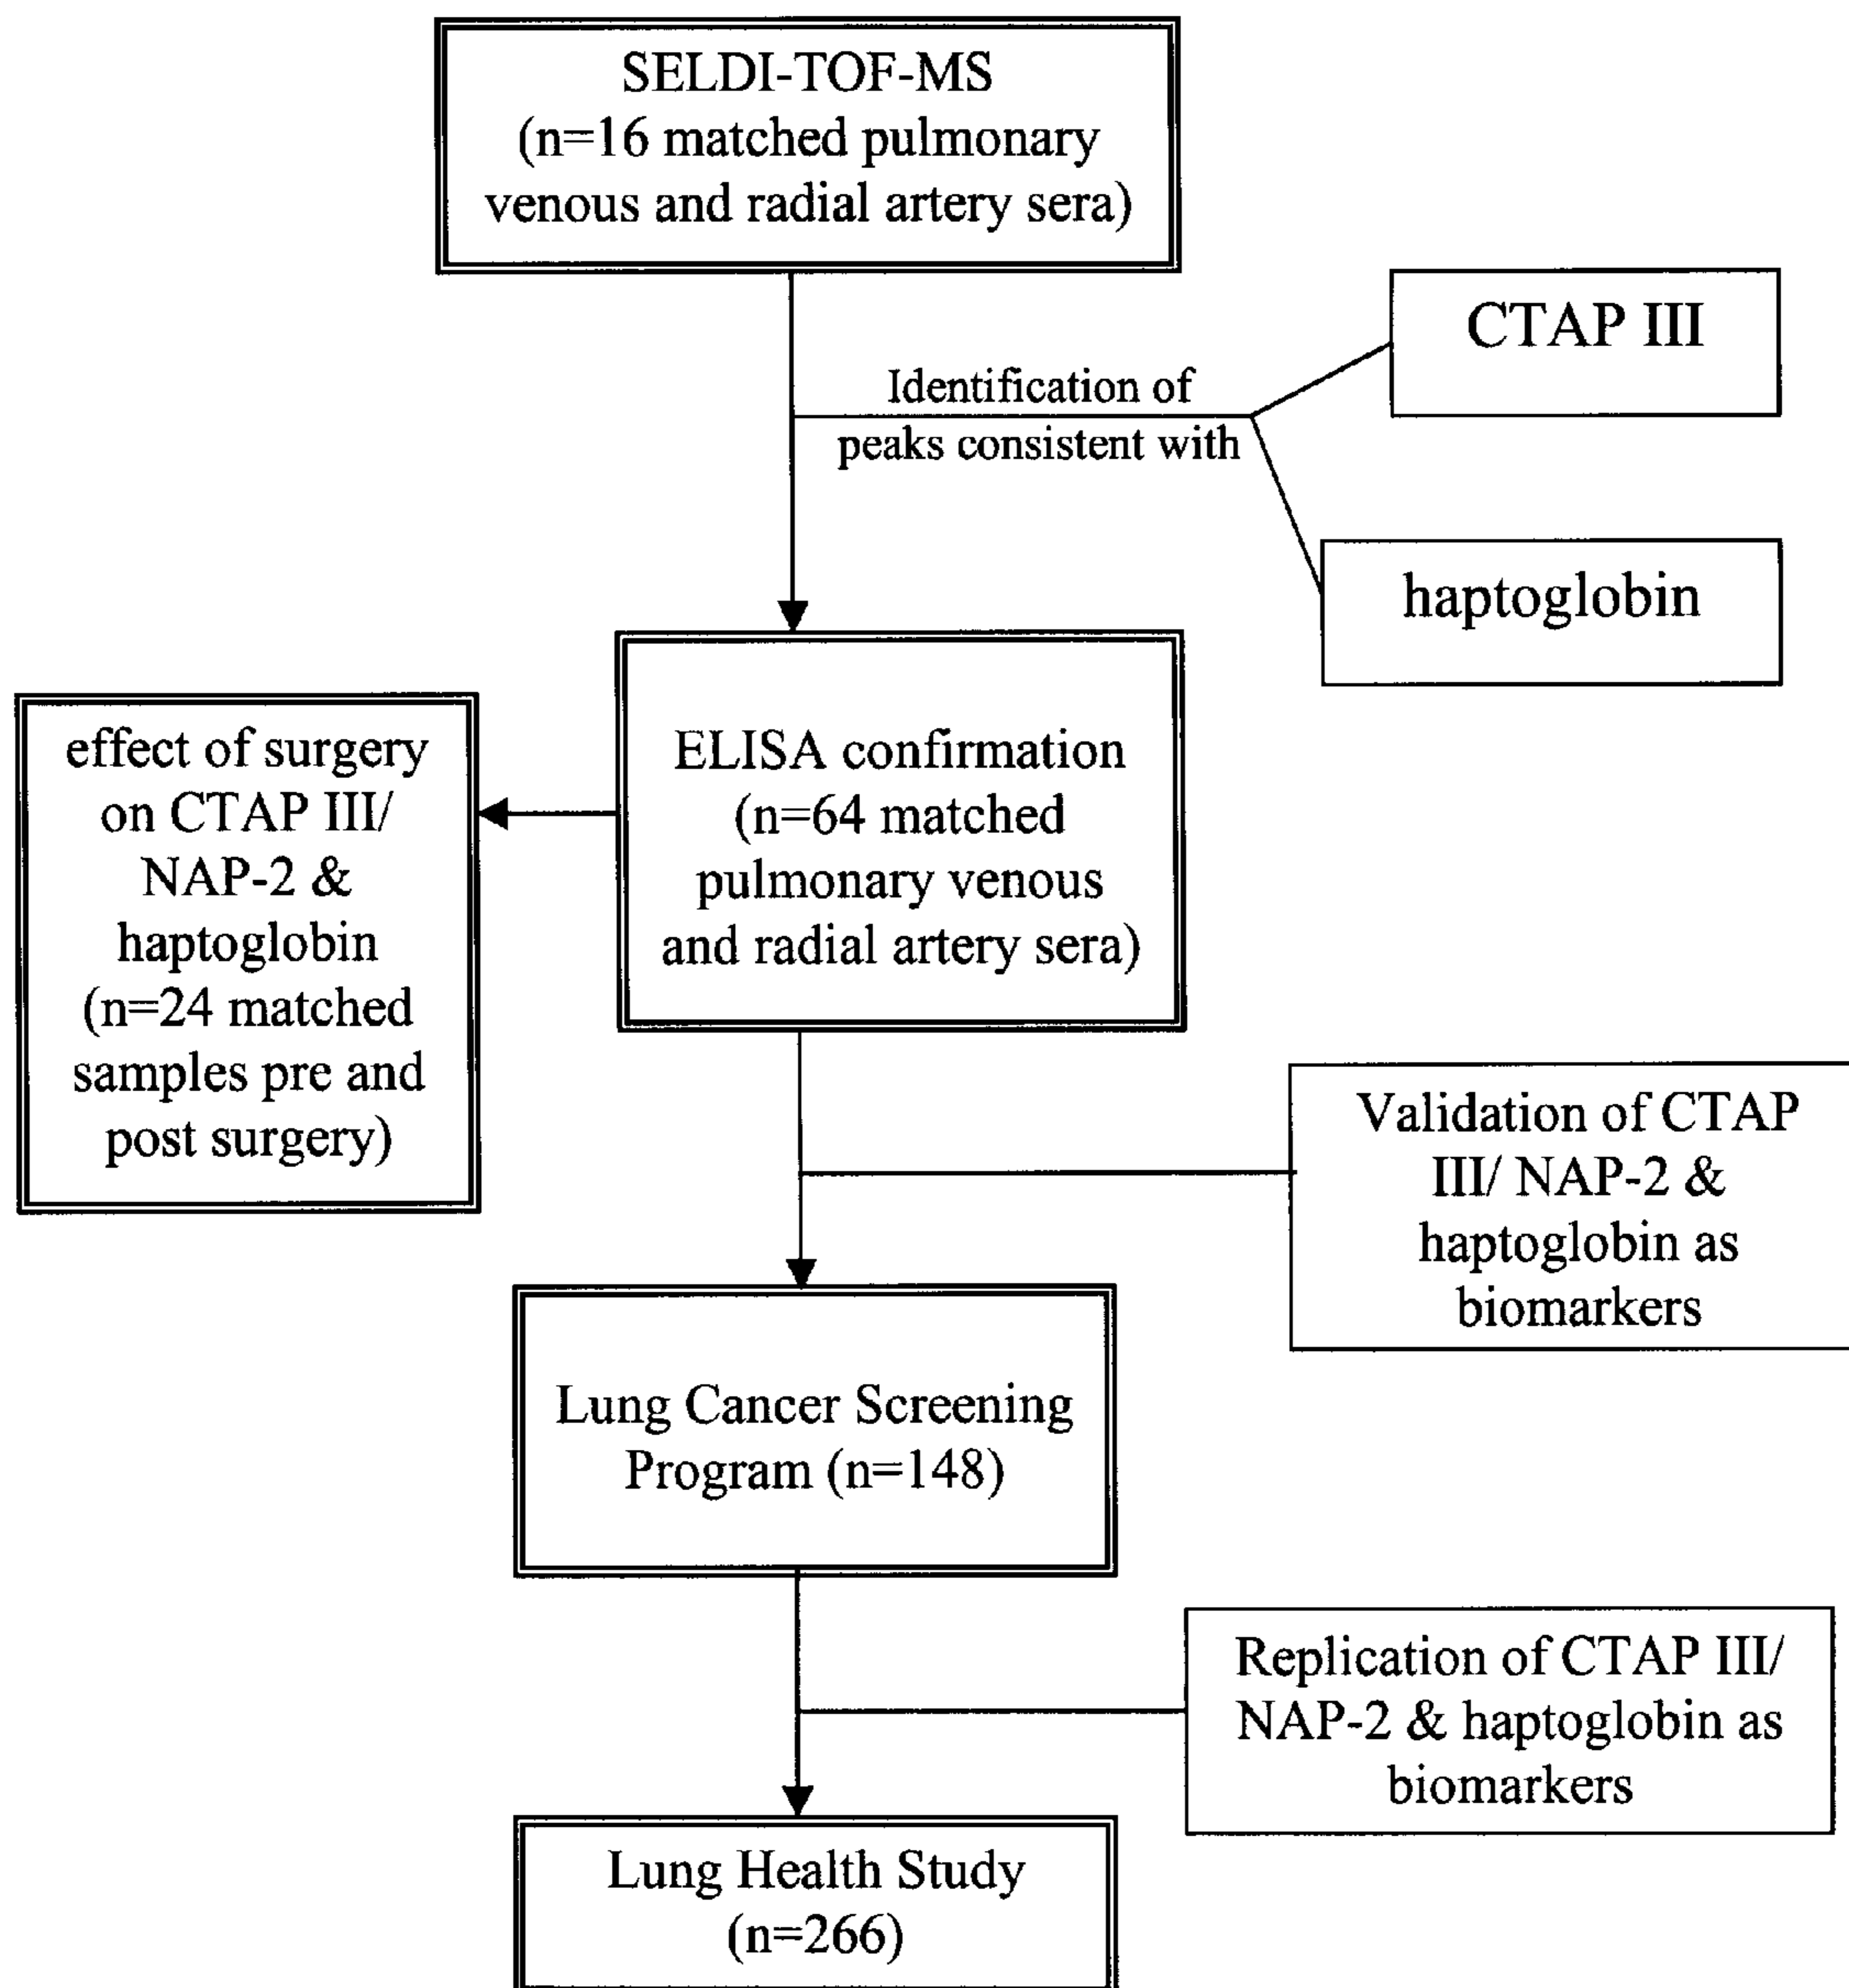 SELDI-TOF-MS
(n=16 matched pulmonary
venous and radial artery sera)
CTAP III
Identification of
peaks consistent with
haptoglobin
ELISA confirmation
(n=64 matched
pulmonary venous
and radial artery sera)
effect of surgery
on CTAP III/
NAP-2 &
haptoglobin
(n=24 matched
samples pre and
post surgery)
Validation of CTAP
III/ NAP-2 &
haptoglobin as
biomarkers
Lung Cancer Screening
Program (n=148)
Replication of CTAP III/
NAP-2 & haptoglobin as
biomarkers
Lung Health Study
(n=266)